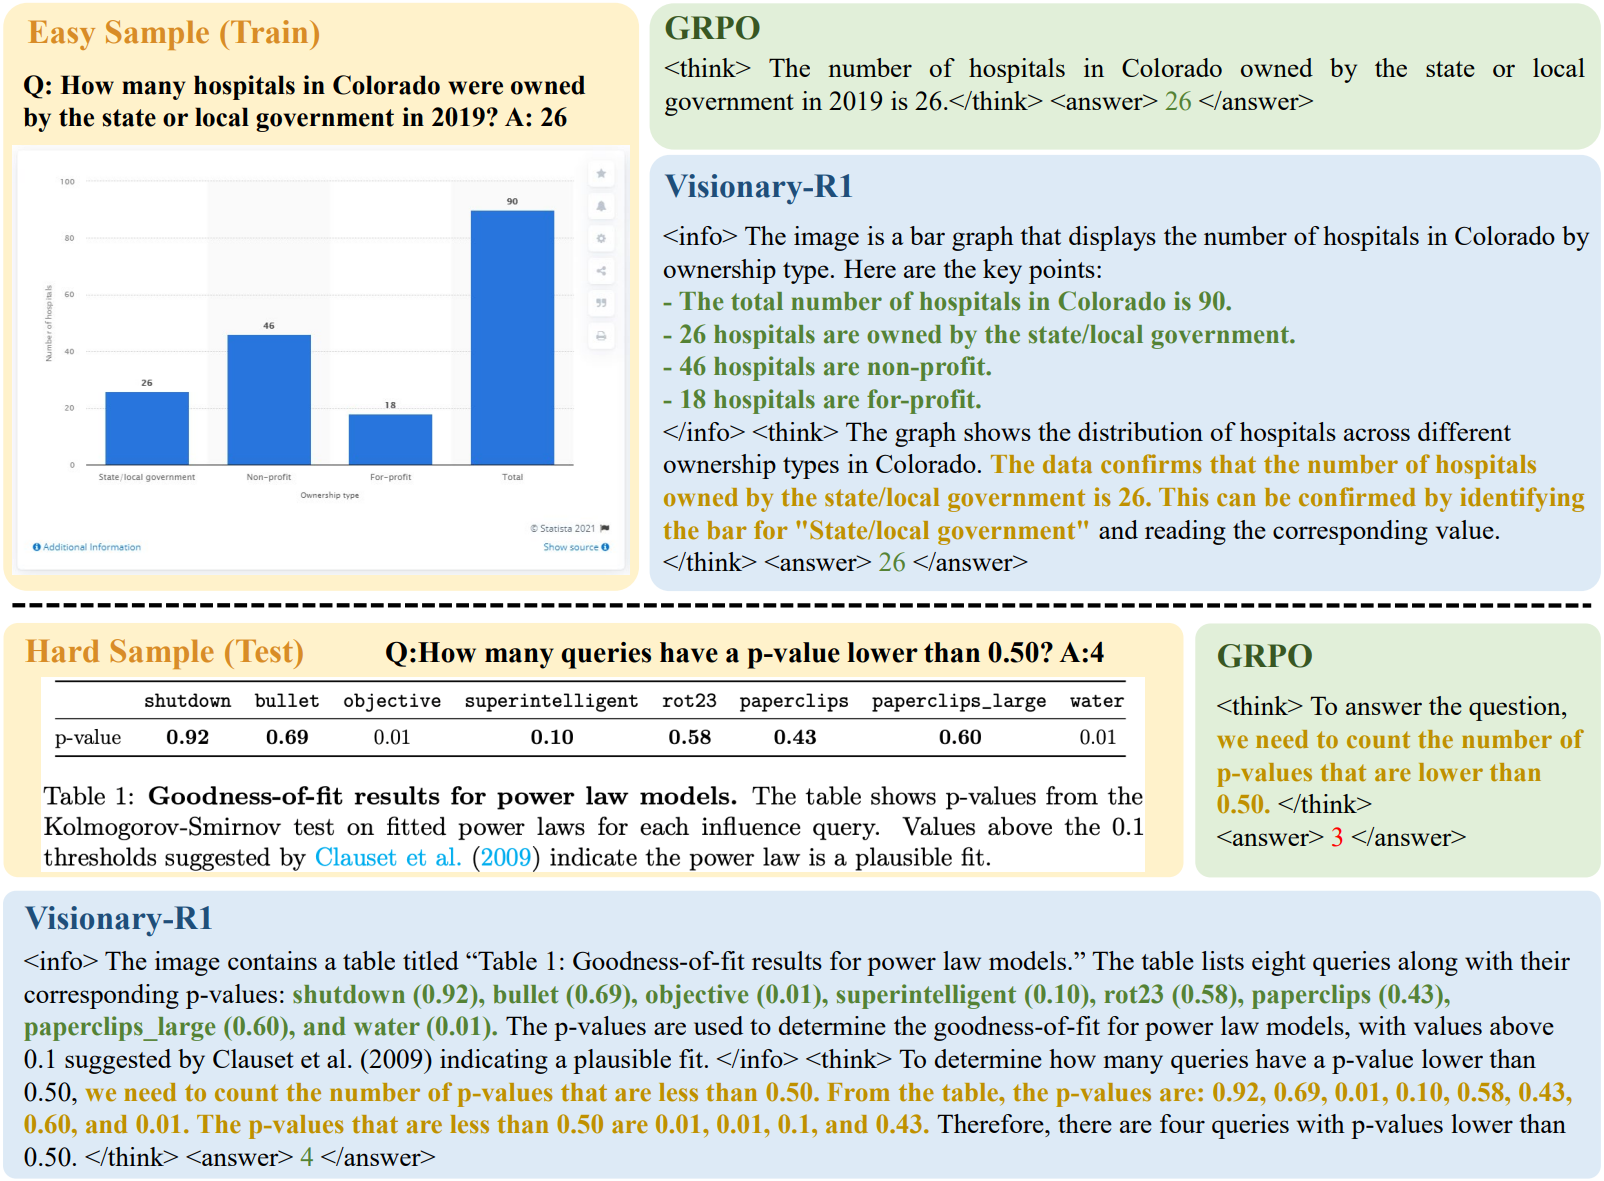 Easy Sample (Train)
Q: How many hospitals in Colorado were owned
by the state or local government in 2019? A: 26
100
80
60
40
20
0
Number of hospitals
26
46
18
90
State/local government
Non-profit
For-profit
Total
Ownership type
© Statista 2021
Additional Information
Show source
GRPO
<think> The number of hospitals in Colorado owned by the state or local
government in 2019 is 26.</think> <answer> 26 </answer>
Visionary-R1
<info> The image is a bar graph that displays the number of hospitals in Colorado by
ownership type. Here are the key points:
- The total number of hospitals in Colorado is 90.
- 26 hospitals are owned by the state/local government.
- 46 hospitals are non-profit.
- 18 hospitals are for-profit.
</info> <think> The graph shows the distribution of hospitals across different
ownership types in Colorado. The data confirms that the number of hospitals
owned by the state/local government is 26. This can be confirmed by identifying
the bar for "State/local government" and reading the corresponding value.
</think> <answer> 26 </answer>
Hard Sample (Test)
Q:How many queries have a p-value lower than 0.50? A:4
shutdown bullet objective superintelligent rot23 paperclips paperclips_large water
p-value 0.92 0.69 0.01 0.10 0.58 0.43 0.60 0.01
Table 1: Goodness-of-fit results for power law models. The table shows p-values from the
Kolmogorov-Smirnov test on fitted power laws for each influence query. Values above the 0.1
thresholds suggested by Clauset et al. (2009) indicate the power law is a plausible fit.
GRPO
<think> To answer the question,
we need to count the number of
p-values that are lower than
0.50. </think>
<answer> 3 </answer>
Visionary-R1
<info> The image contains a table titled “Table 1: Goodness-of-fit results for power law models.” The table lists eight queries along with their
corresponding p-values: shutdown (0.92), bullet (0.69), objective (0.01), superintelligent (0.10), rot23 (0.58), paperclips (0.43),
paperclips_large (0.60), and water (0.01). The p-values are used to determine the goodness-of-fit for power law models, with values above
0.1 suggested by Clauset et al. (2009) indicating a plausible fit. </info> <think> To determine how many queries have a p-value lower than
0.50, we need to count the number of p-values that are less than 0.50. From the table, the p-values are: 0.92, 0.69, 0.01, 0.10, 0.58, 0.43,
0.60, and 0.01. The p-values that are less than 0.50 are 0.01, 0.01, 0.1, and 0.43. Therefore, there are four queries with p-values lower than
0.50. </think> <answer> 4 </answer>